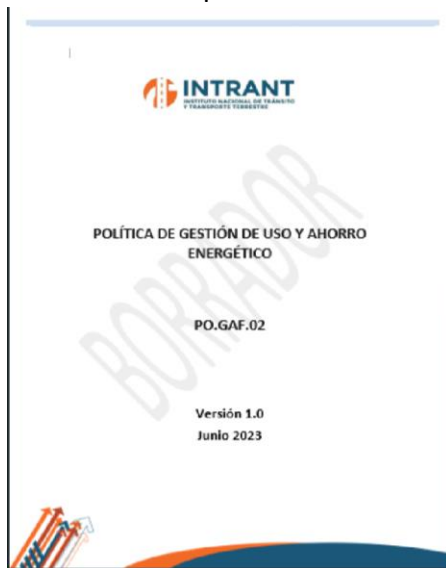 INTRANT
INSTITUTO NACIONAL DE TRÁNSITO
Y TRANSPORTE TERRESTRE
POLÍTICA DE GESTIÓN DE USO Y AHORRO
ENERGÉTICO
BORRADOR
PO.GAF.02
Versión 1.0
Junio 2023